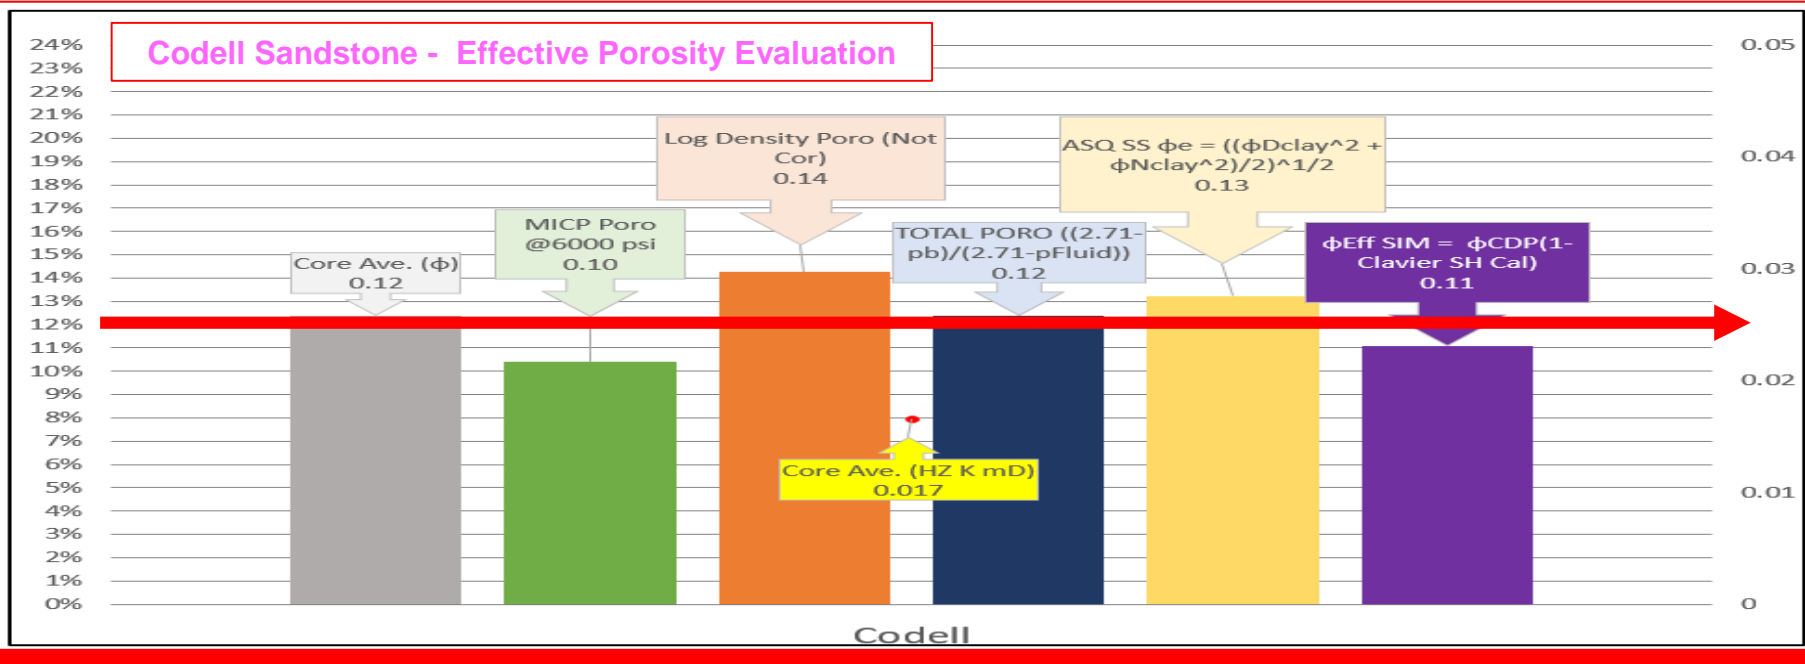 Codell Sandstone -  Effective Porosity Evaluation
24%
23%
22%
21%
20%
19%
18%
17%
16%
15%
14%
13%
12%
11%
10%
9%
8%
7%
6%
5%
4%
3%
2%
1%
0%
Core Ave. (ϕ)
0.12
MICP Poro
@6000 psi
0.10
Log Density Poro (Not
Cor)
0.14
TOTAL PORO ((2.71-
pb)/(2.71-pFluid))
0.12
ASQ SS ϕe = ((ϕDclay^2 +
ϕNclay^2)/2)^1/2
0.13
ϕEff SIM =  ϕCDP(1-
Clavier SH Cal)
0.11
Core Ave. (HZ K mD)
0.017
0.05
0.04
0.03
0.02
0.01
0
Codell